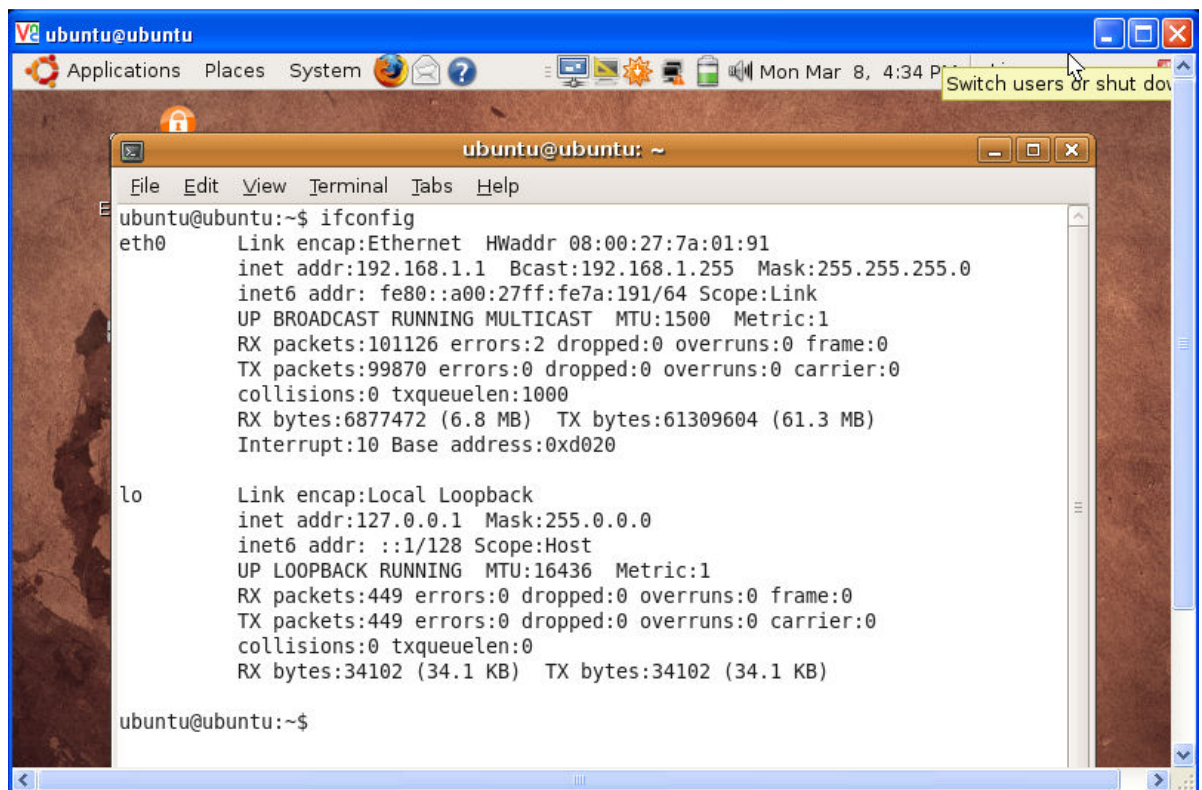 ubuntu@ubuntu
Applications Places System Mon Mar 8, 4:34 PM
Switch users or shut dow
ubuntu@ubuntu: ~
File Edit View Terminal Tabs Help
ubuntu@ubuntu:~$ ifconfig
eth0 Link encap:Ethernet HWaddr 08:00:27:7a:01:91
inet addr:192.168.1.1 Bcast:192.168.1.255 Mask:255.255.255.0
inet6 addr: fe80::a00:27ff:fe7a:191/64 Scope:Link
UP BROADCAST RUNNING MULTICAST MTU:1500 Metric:1
RX packets:101126 errors:2 dropped:0 overruns:0 frame:0
TX packets:99870 errors:0 dropped:0 overruns:0 carrier:0
collisions:0 txqueuelen:1000
RX bytes:6877472 (6.8 MB) TX bytes:61309604 (61.3 MB)
Interrupt:10 Base address:0xd020
lo Link encap:Local Loopback
inet addr:127.0.0.1 Mask:255.0.0.0
inet6 addr: ::1/128 Scope:Host
UP LOOPBACK RUNNING MTU:16436 Metric:1
RX packets:449 errors:0 dropped:0 overruns:0 frame:0
TX packets:449 errors:0 dropped:0 overruns:0 carrier:0
collisions:0 txqueuelen:0
RX bytes:34102 (34.1 KB) TX bytes:34102 (34.1 KB)
ubuntu@ubuntu:~$